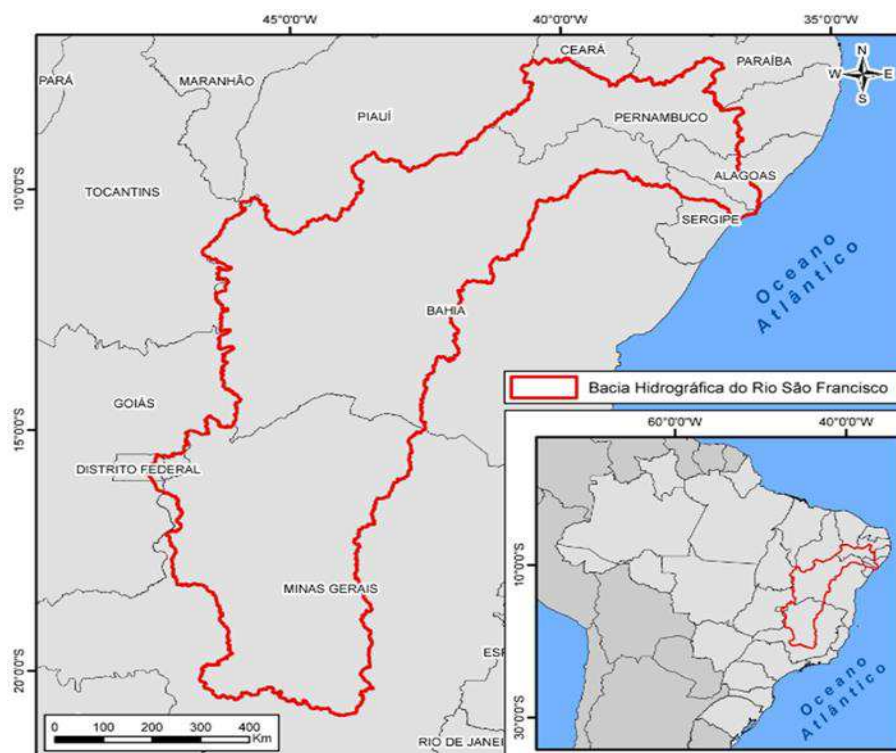 45°0'0"W
40°0'0"W
35°0'0"W
CEARÁ
PARAÍBA
N
W
E
S
PARÁ
MARANHÃO
PIAUÍ
PERNAMBUCO
10°0'0"S
TOCANTINS
ALAGOAS
SERGIPE
Oceano
Atlântico
BAHIA
Bacia Hidrográfica do Rio São Francisco
GOIÁS
15°0'0"S
60°0'0"W
40°0'0"W
DISTRITO FEDERAL
10°0'0"S
MINAS GERAIS
ESP
20°0'0"S
Oceano
Atlântico
30°0'0"S
0 100 200 300 400
Km
RIO DE JANEI